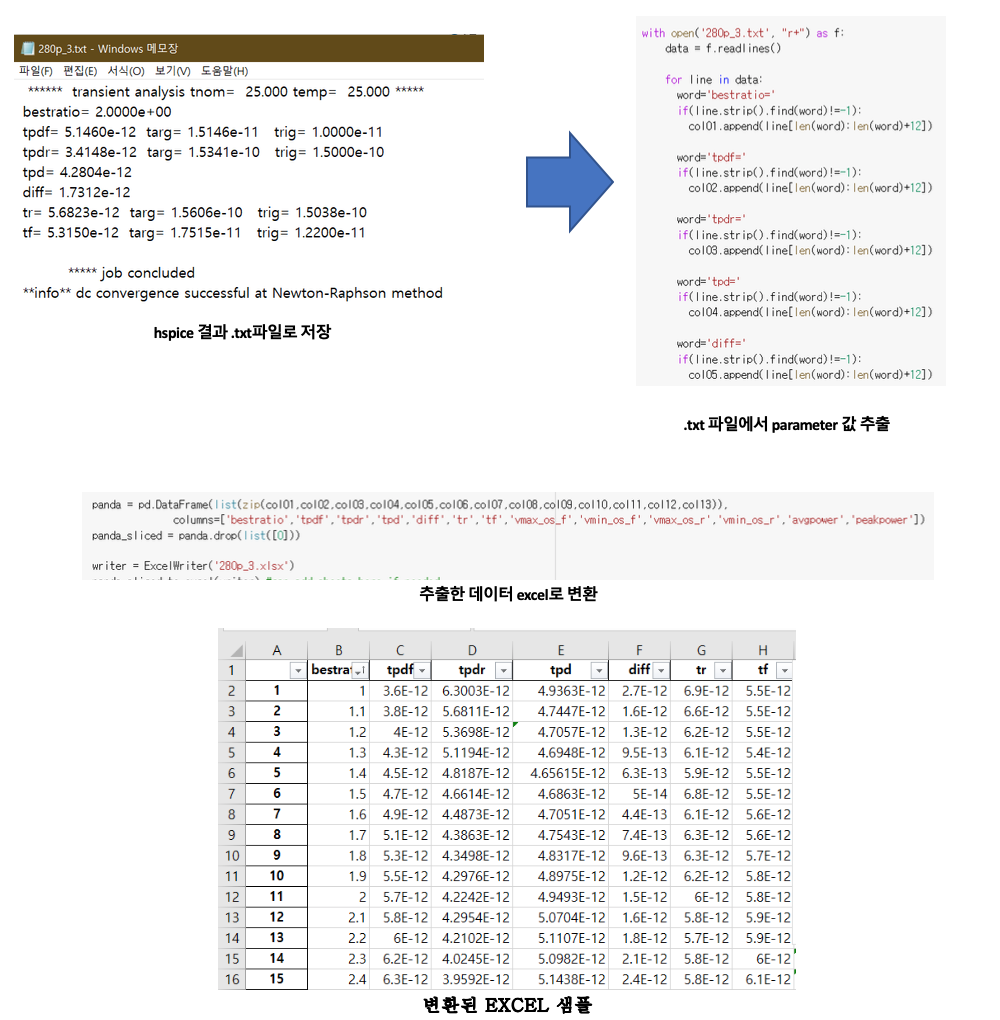 280p_3.txt - Windows 메모장
파일(F) 편집(E) 서식(O) 보기(V) 도움말(H)
****** transient analysis tnom= 25.000 temp= 25.000 *****
bestratio= 2.0000e+00
tpdf= 5.1460e-12 targ= 1.5146e-11 trig= 1.0000e-11
tpdr= 3.4148e-12 targ= 1.5341e-10 trig= 1.5000e-10
tpd= 4.2804e-12
diff= 1.7312e-12
tr= 5.6823e-12 targ= 1.5606e-10 trig= 1.5038e-10
tf= 5.3150e-12 targ= 1.7515e-11 trig= 1.2200e-11
***** job concluded
**info** dc convergence successful at Newton-Raphson method
hspice 결과 .txt파일로 저장
with open('280p_3.txt', "r+") as f:
data = f.readlines()
for line in data:
word='bestratio='
if(line.strip().find(word)!=-1):
col01.append(line[len(word):len(word)+12])
word='tpdf='
if(line.strip().find(word)!=-1):
col02.append(line[len(word):len(word)+12])
word='tpdr='
if(line.strip().find(word)!=-1):
col03.append(line[len(word):len(word)+12])
word='tpd='
if(line.strip().find(word)!=-1):
col04.append(line[len(word):len(word)+12])
word='diff='
if(line.strip().find(word)!=-1):
col05.append(line[len(word):len(word)+12])
.txt 파일에서 parameter 값 추출
panda = pd.DataFrame(list(zip(col01,col02,col03,col04,col05,col06,col07,col08,col09,col10,col11,col12,col13)),
columns=['bestratio','tpdf','tpdr','tpd','diff','tr','tf','vmax_os_f','vmin_os_f','vmax_os_r','vmin_os_r','avgpower','peakpower'])
panda_sliced = panda.drop(list([0]))
writer = ExcelWriter('280p_3.xlsx')
추출한 데이터 excel로 변환
A B C D E F G H
1 bestrat tpdf tpdr tpd diff tr tf
2 1 1 3.6E-12 6.3003E-12 4.9363E-12 2.7E-12 6.9E-12 5.5E-12
3 2 1.1 3.8E-12 5.6811E-12 4.7447E-12 1.6E-12 6.6E-12 5.5E-12
4 3 1.2 4E-12 5.3698E-12 4.7057E-12 1.3E-12 6.2E-12 5.5E-12
5 4 1.3 4.3E-12 5.1194E-12 4.6948E-12 9.5E-13 6.1E-12 5.4E-12
6 5 1.4 4.5E-12 4.8187E-12 4.65615E-12 6.3E-13 5.9E-12 5.5E-12
7 6 1.5 4.7E-12 4.6614E-12 4.6863E-12 5E-14 6.8E-12 5.5E-12
8 7 1.6 4.9E-12 4.4873E-12 4.7051E-12 4.4E-13 6.1E-12 5.6E-12
9 8 1.7 5.1E-12 4.3863E-12 4.7543E-12 7.4E-13 6.3E-12 5.6E-12
10 9 1.8 5.3E-12 4.3498E-12 4.8317E-12 9.6E-13 6.3E-12 5.7E-12
11 10 1.9 5.5E-12 4.2976E-12 4.8975E-12 1.2E-12 6.2E-12 5.8E-12
12 11 2 5.7E-12 4.2242E-12 4.9493E-12 1.5E-12 6E-12 5.8E-12
13 12 2.1 5.8E-12 4.2954E-12 5.0704E-12 1.6E-12 5.8E-12 5.9E-12
14 13 2.2 6E-12 4.2102E-12 5.1107E-12 1.8E-12 5.7E-12 5.9E-12
15 14 2.3 6.2E-12 4.0245E-12 5.0982E-12 2.1E-12 5.8E-12 6E-12
16 15 2.4 6.3E-12 3.9592E-12 5.1438E-12 2.4E-12 5.8E-12 6.1E-12
변환된 EXCEL 샘플